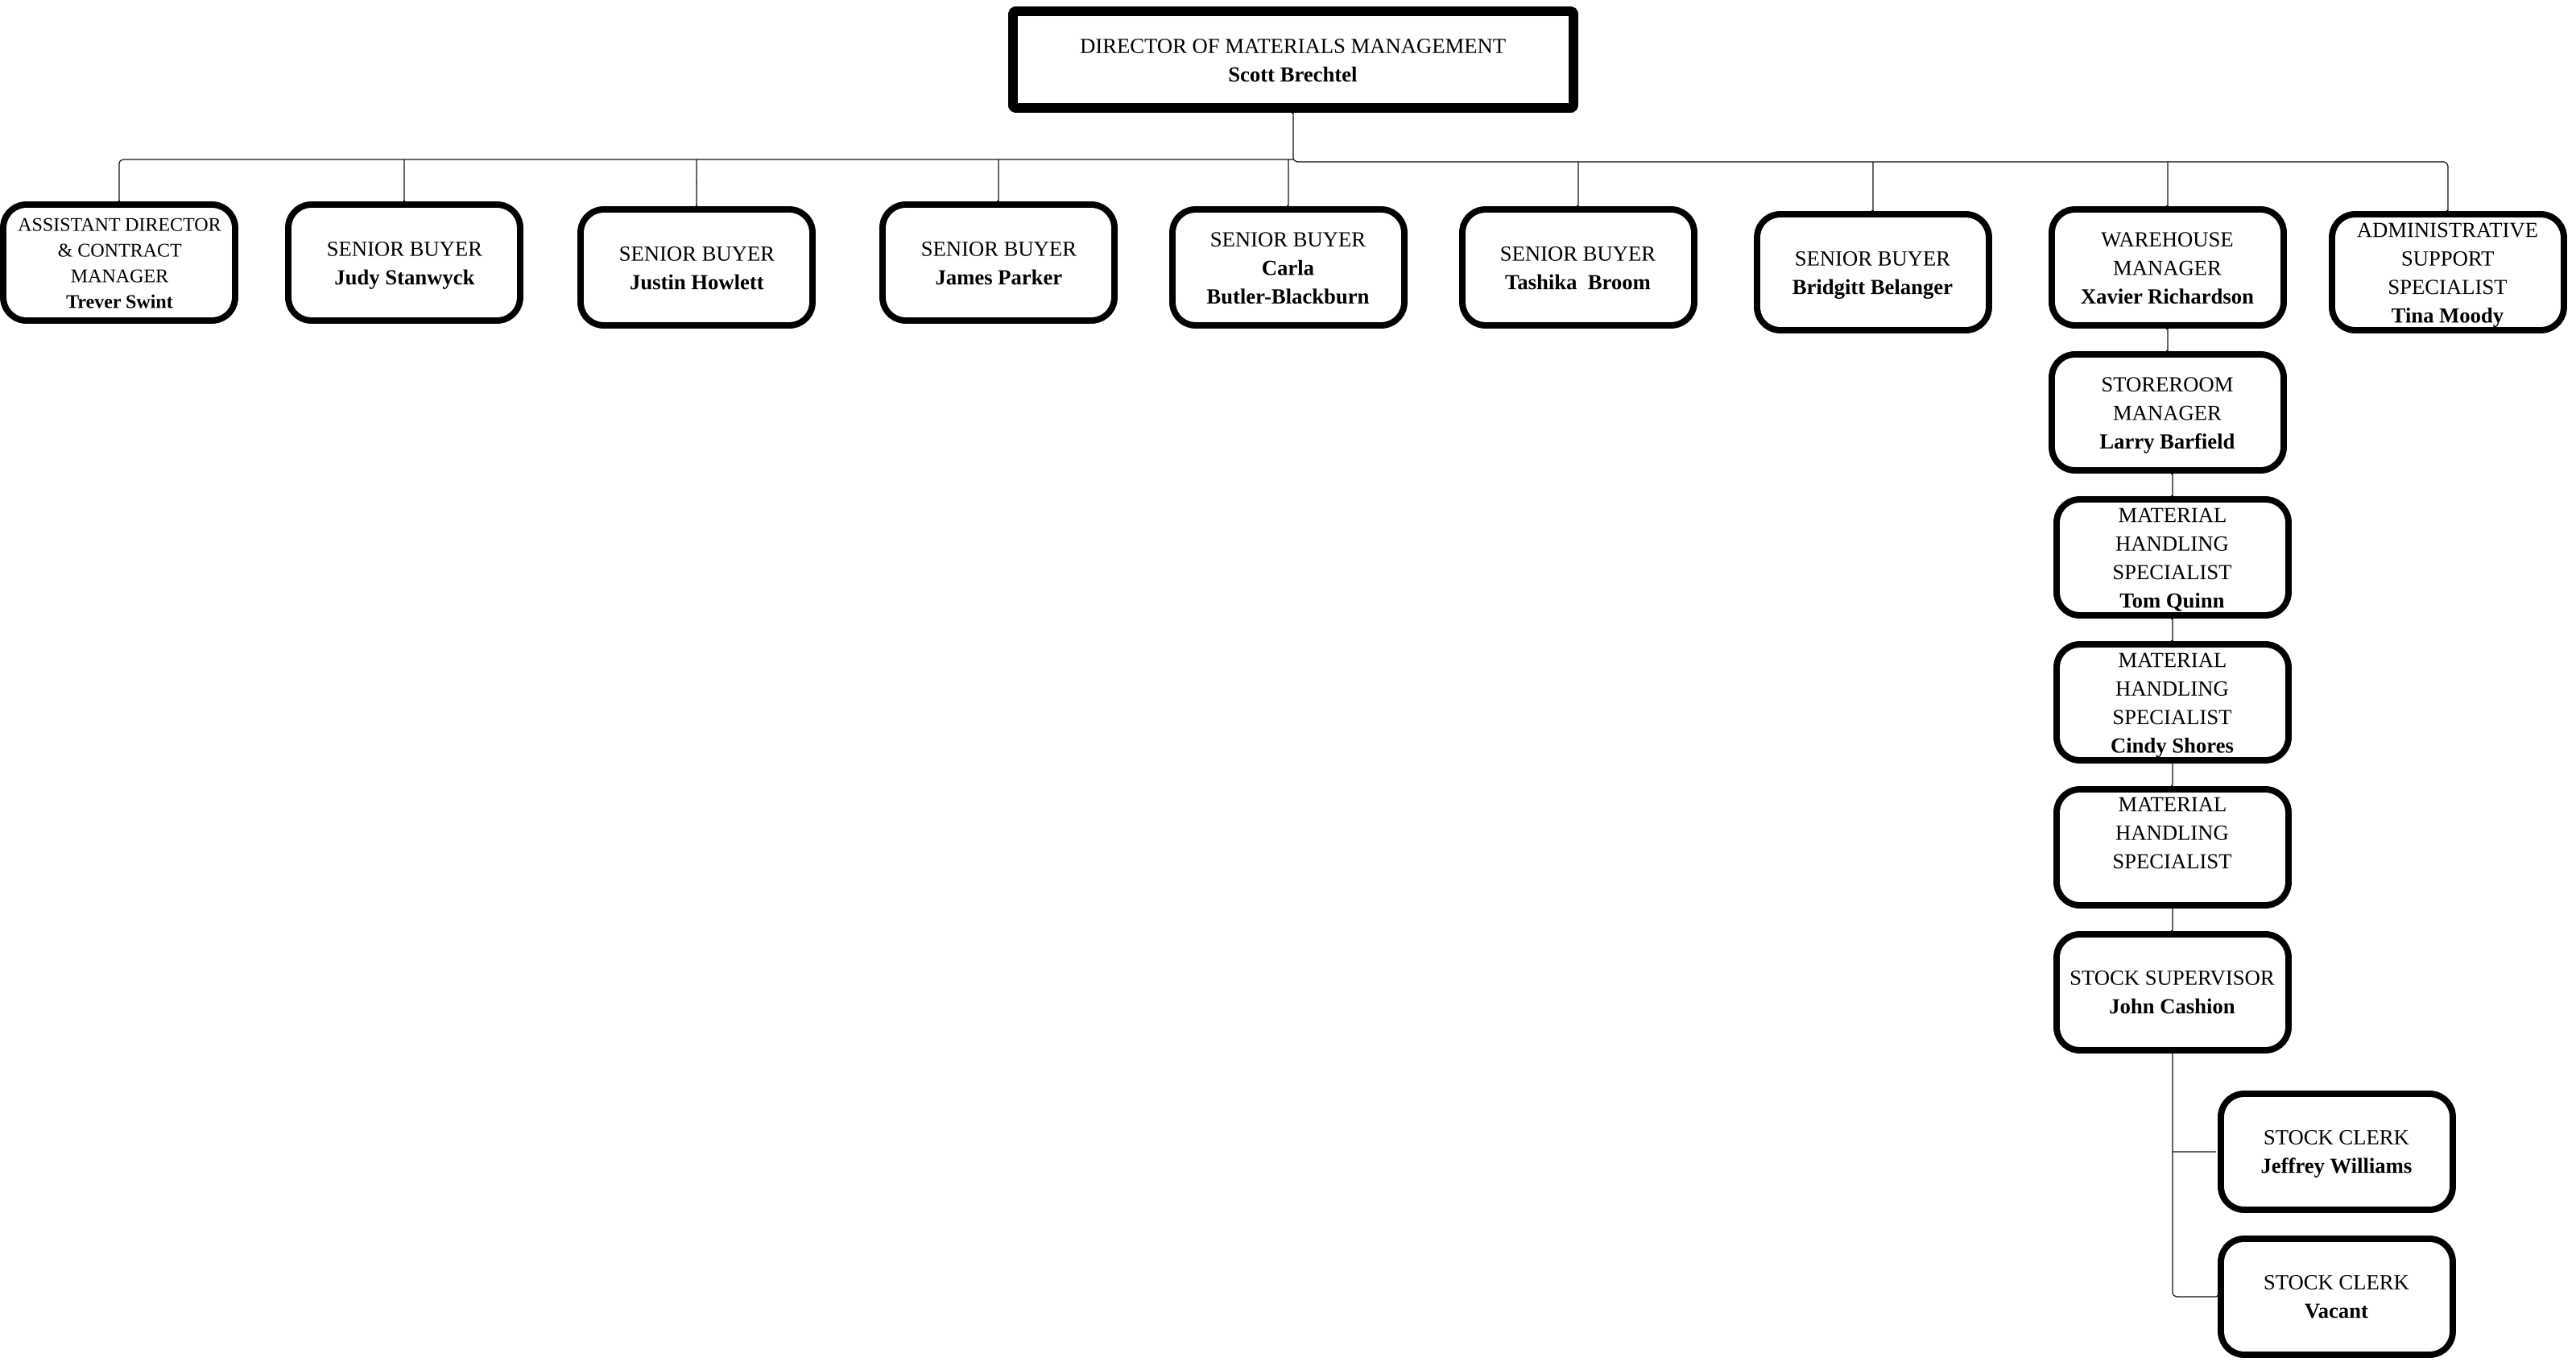 DIRECTOR OF MATERIALS MANAGEMENT
Scott Brechtel
ASSISTANT DIRECTOR
& CONTRACT
MANAGER
Trever Swint
SENIOR BUYER
Judy Stanwyck
SENIOR BUYER
Justin Howlett
SENIOR BUYER
James Parker
SENIOR BUYER
Carla
Butler-Blackburn
SENIOR BUYER
Tashika  Broom
SENIOR BUYER
Bridgitt Belanger
WAREHOUSE
MANAGER
Xavier Richardson
ADMINISTRATIVE
SUPPORT
SPECIALIST
Tina Moody
STOREROOM
MANAGER
Larry Barfield
MATERIAL
HANDLING
SPECIALIST
Tom Quinn
MATERIAL
HANDLING
SPECIALIST
Cindy Shores
MATERIAL
HANDLING
SPECIALIST
STOCK SUPERVISOR
John Cashion
STOCK CLERK
Jeffrey Williams
STOCK CLERK
Vacant